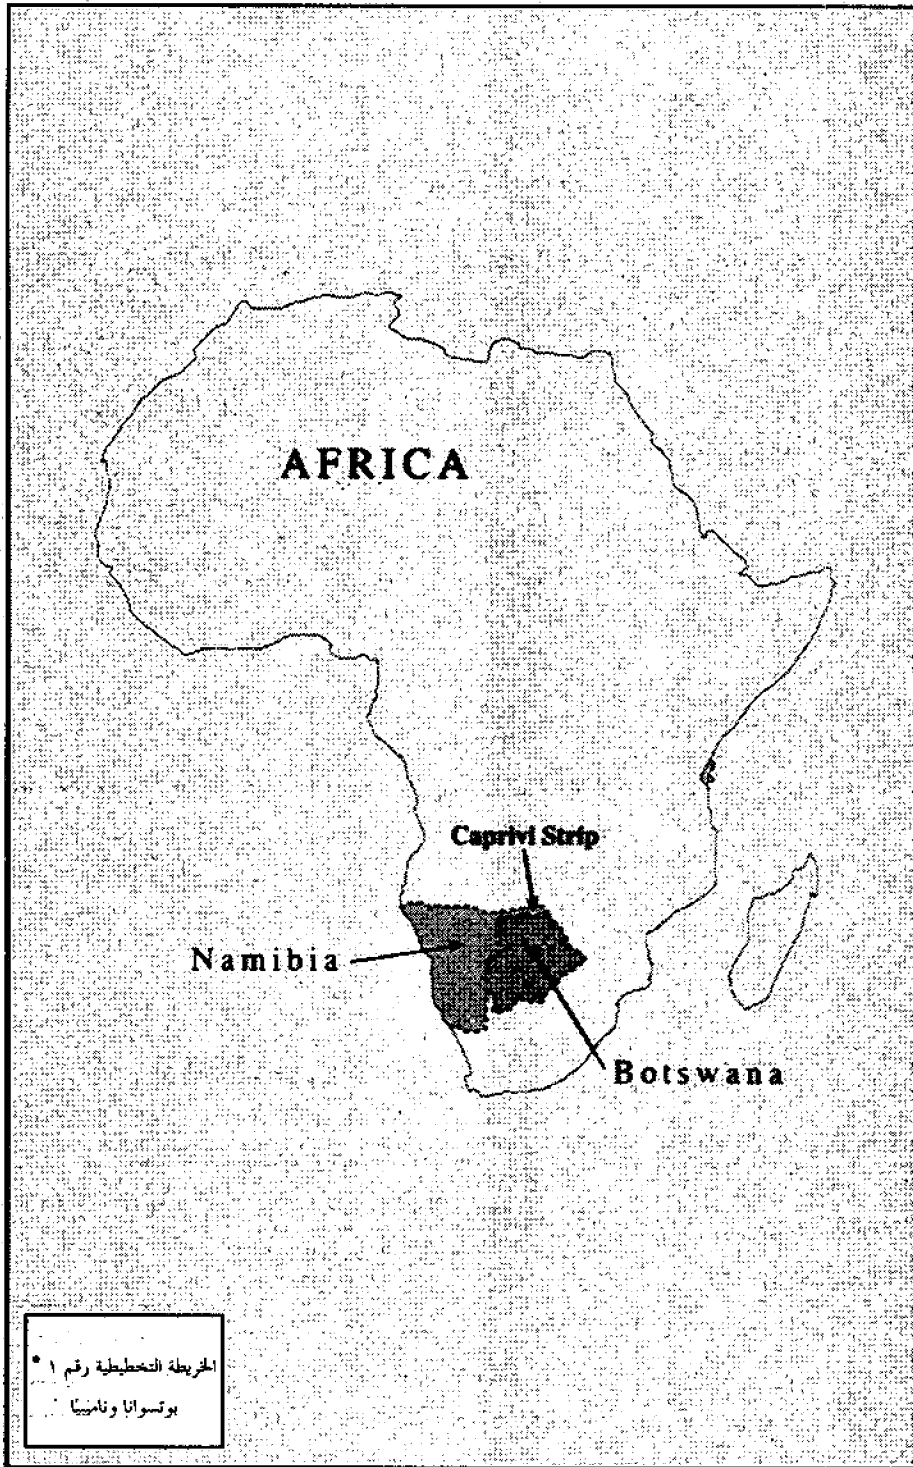 AFRICA
Caprivi Strip
Namibia
Botswana
الخريطة التخطيطية رقم ١ *
بوتسوانا وناميبيا